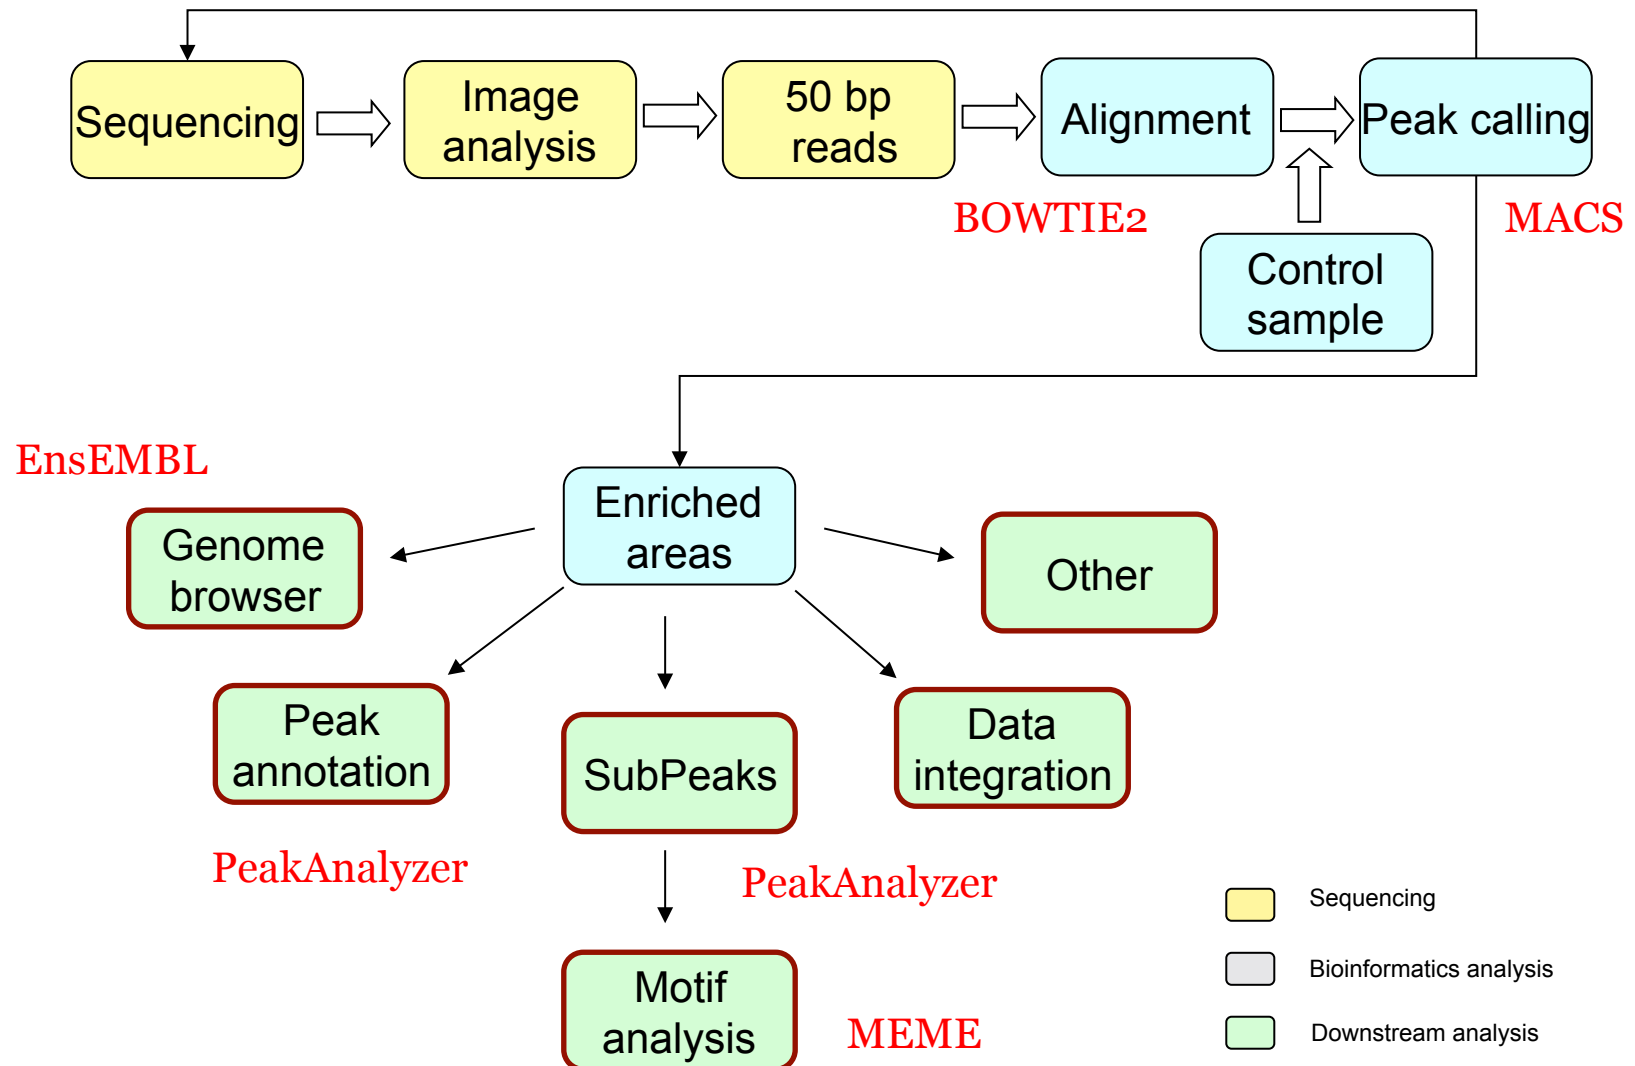 Sequencing
Image
analysis
50 bp
reads
Alignment
Peak calling
BOWTIE2
MACS
Control
sample
EnsEMBL
Enriched
areas
Genome
browser
Other
Peak
annotation
SubPeaks
Data
integration
PeakAnalyzer
PeakAnalyzer
Motif
analysis
MEME
Sequencing
Bioinformatics analysis
Downstream analysis